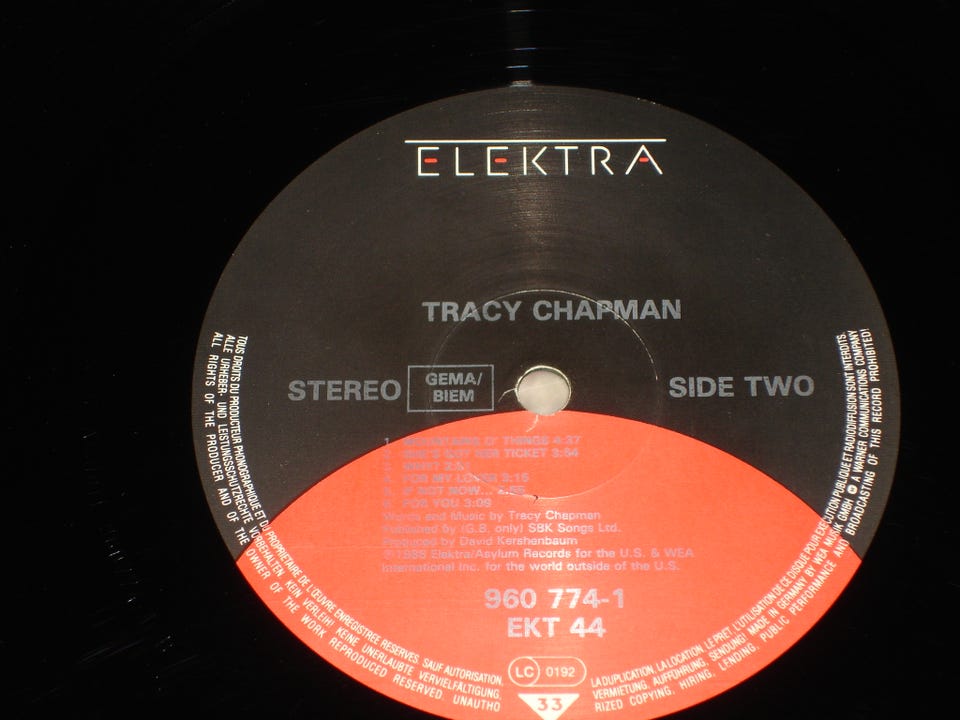 ELEKTRA
TRACY CHAPMAN
STEREO GEMA/ BIEM SIDE TWO
1. MOUNTAINS O' THINGS 4:37
2. SHE'S GOT HER TICKET 3:54
3. WHY?
4. FOR MY LOVER 3:15
5. IF NOT NOW...
6. FOR YOU 3:09
Words and Music by Tracy Chapman
Published by (G.B. only) SBK Songs Ltd.
Produced by David Kershenbaum
℗1988 Elektra/Asylum Records for the U.S. & WEA
International Inc. for the world outside of the U.S.
960 774-1
EKT 44
LC 0192
33
TOUS DROITS DU PRODUCTEUR PHONOGRAPHIQUE ET DU PROPRIETAIRE DE L'ŒUVRE ENREGISTREE RESERVES. SAUF AUTORISATION, LA DUPLICATION, LA LOCATION, LE PRET, L'UTILISATION DE CE DISQUE POUR EXECUTION PUBLIQUE ET RADIODIFFUSION SONT INTERDITS.
ALLE URHEBER- UND LEISTUNGSSCHUTZRECHTE VORBEHALTEN. KEIN VERLEIH! KEINE UNERLAUBTE VERVIELFÄLTIGUNG, VERMIETUNG, AUFFÜHRUNG, SENDUNG! MADE IN GERMANY BY WEA MUSIK GMBH A WARNER COMMUNICATIONS COMPANY
ALL RIGHTS OF THE PRODUCER AND OF THE OWNER OF THE WORK REPRODUCED RESERVED. UNAUTHORIZED COPYING, HIRING, LENDING, PUBLIC PERFORMANCE AND BROADCASTING OF THIS RECORD PROHIBITED!